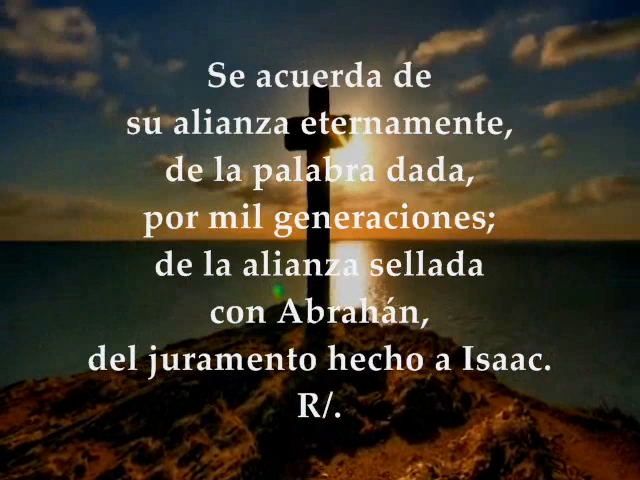 Se acuerda de
su alianza eternamente,
de la palabra dada,
por mil generaciones;
de la alianza sellada
con Abrahán,
del juramento hecho a Isaac.
R/.